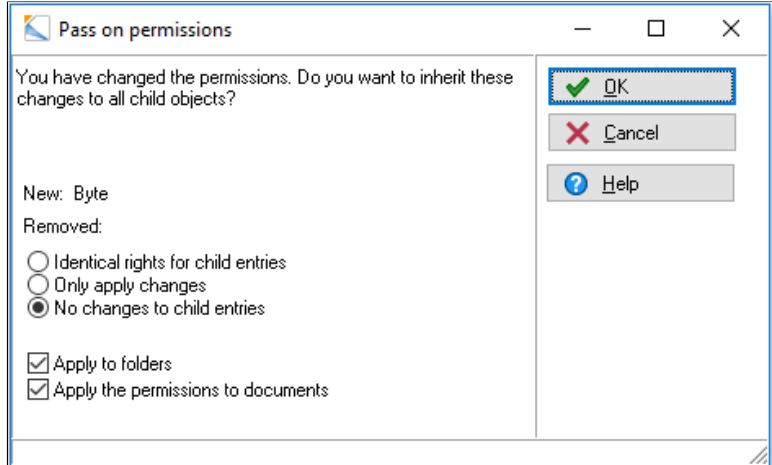 Pass on permissions
You have changed the permissions. Do you want to inherit these
changes to all child objects?
OK
Cancel
Help
New: Byte
Removed:
Identical rights for child entries
Only apply changes
No changes to child entries
Apply to folders
Apply the permissions to documents